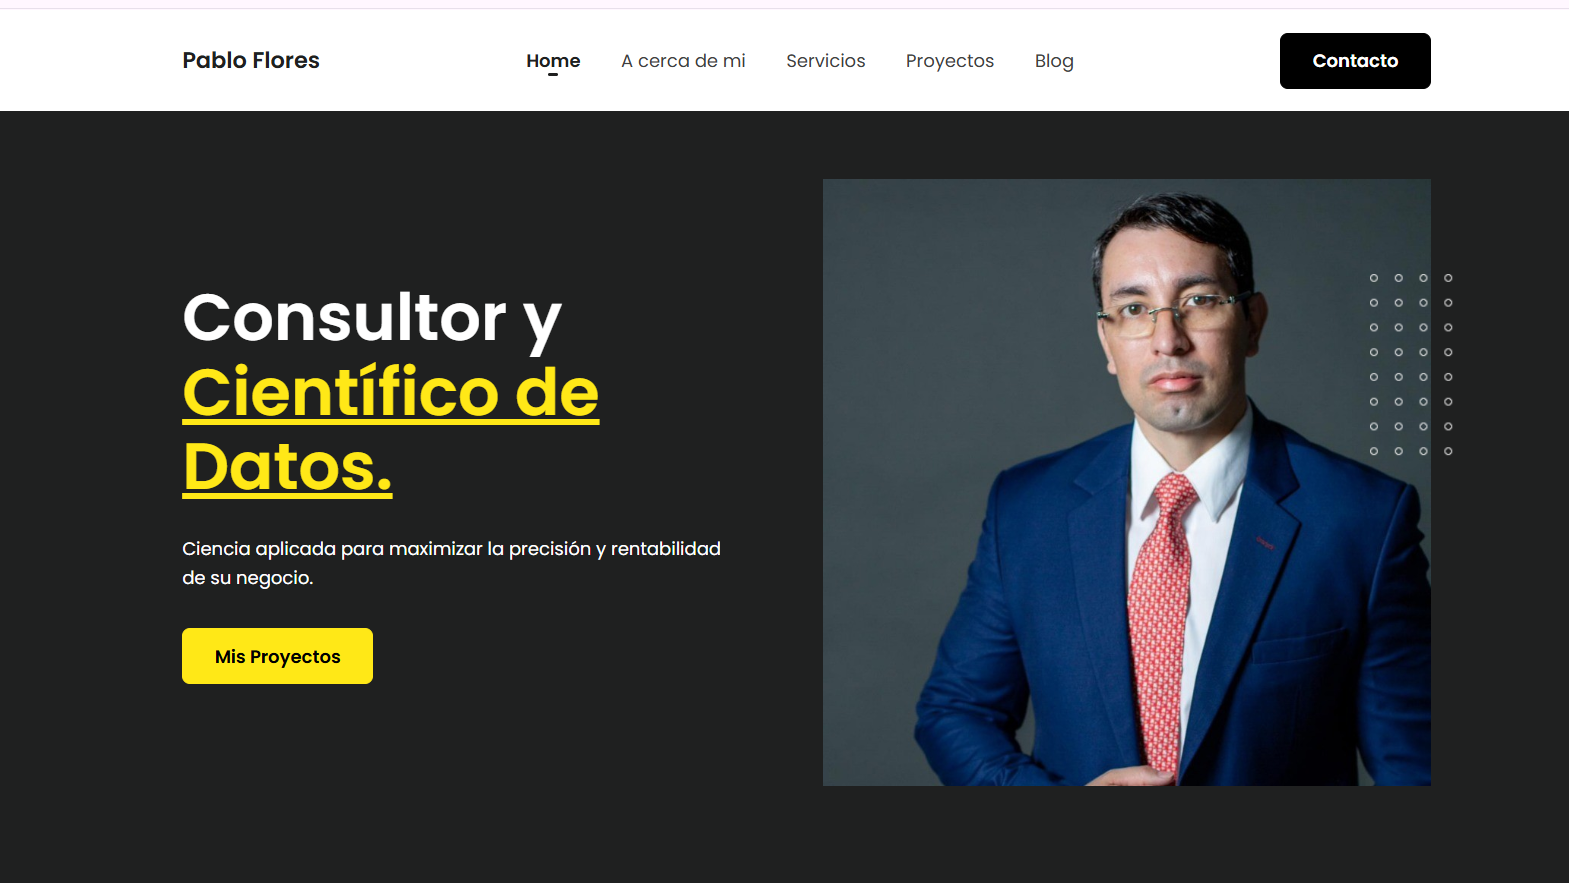 Pablo Flores
Home
A cerca de mi
Servicios
Proyectos
Blog
Contacto
Consultor y
Científico de
Datos.
Ciencia aplicada para maximizar la precisión y rentabilidad
de su negocio.
Mis Proyectos